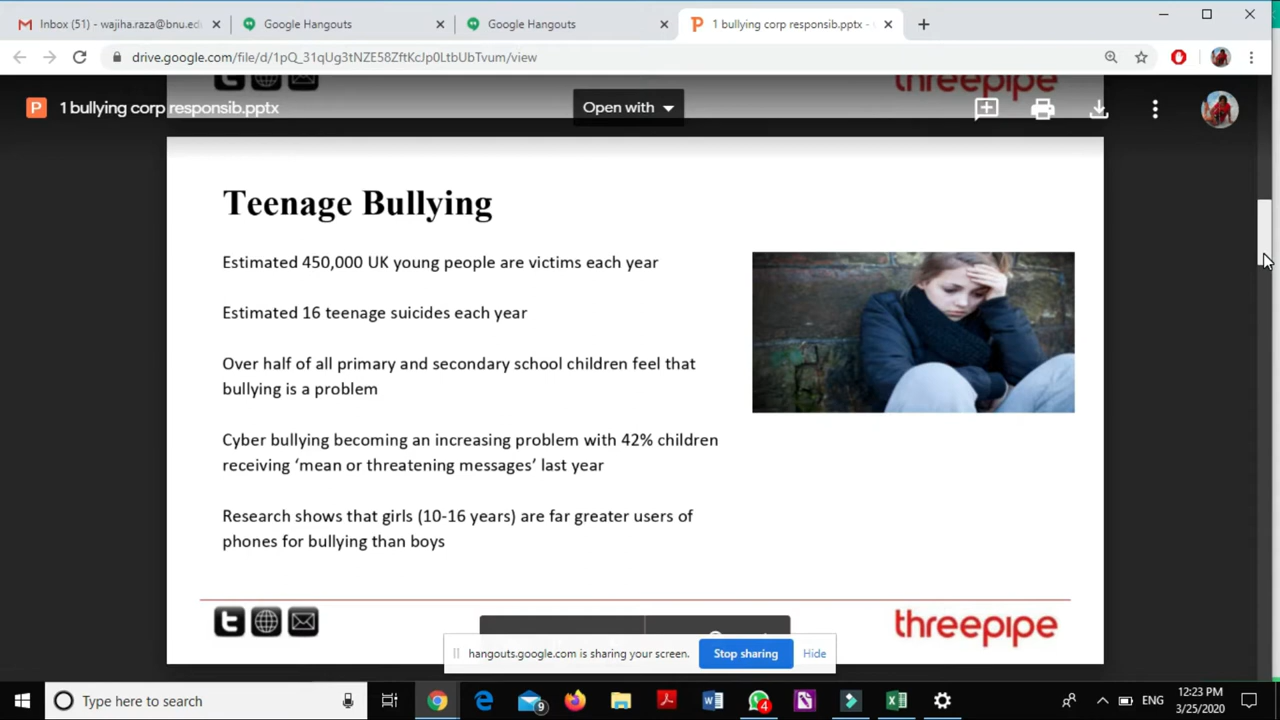 Inbox (51) - wajiha.raza@bnu.ed
Google Hangouts
Google Hangouts
1 bullying corp responsib.pptx -
drive.google.com/file/d/1pQ_31qUg3tNZE58ZftKcJp0LtbUbTvum/view
threepipe
P 1 bullying corp responsib.pptx
Open with
Teenage Bullying
Estimated 450,000 UK young people are victims each year
Estimated 16 teenage suicides each year
Over half of all primary and secondary school children feel that
bullying is a problem
Cyber bullying becoming an increasing problem with 42% children
receiving ‘mean or threatening messages’ last year
Research shows that girls (10-16 years) are far greater users of
phones for bullying than boys
threepipe
hangouts.google.com is sharing your screen.
Stop sharing
Hide
Type here to search
9
4
ENG
12:23 PM
3/25/2020